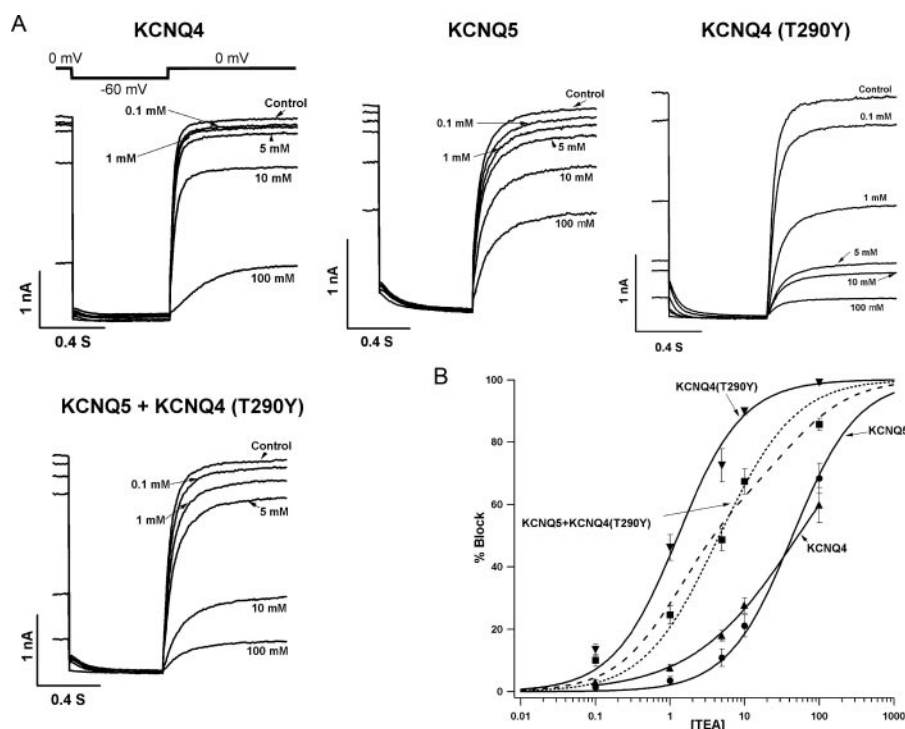 A
KCNQ4
0 mV
0 mV
-60 mV
Control
0.1 mM
1 mM
5 mM
10 mM
100 mM
1 nA
0.4 S
KCNQ5
Control
0.1 mM
1 mM
5 mM
10 mM
100 mM
1 nA
0.4 S
KCNQ4 (T290Y)
Control
0.1 mM
1 mM
5 mM
10 mM
100 mM
1 nA
0.4 S
KCNQ5 + KCNQ4 (T290Y)
Control
0.1 mM
1 mM
5 mM
10 mM
100 mM
1 nA
0.4 S
B
100
80
60
40
20
0
% Block
KCNQ4(T290Y)
KCNQ5
KCNQ5+KCNQ4(T290Y)
KCNQ4
0.01
0.1
1
10
100
1000
[TEA]